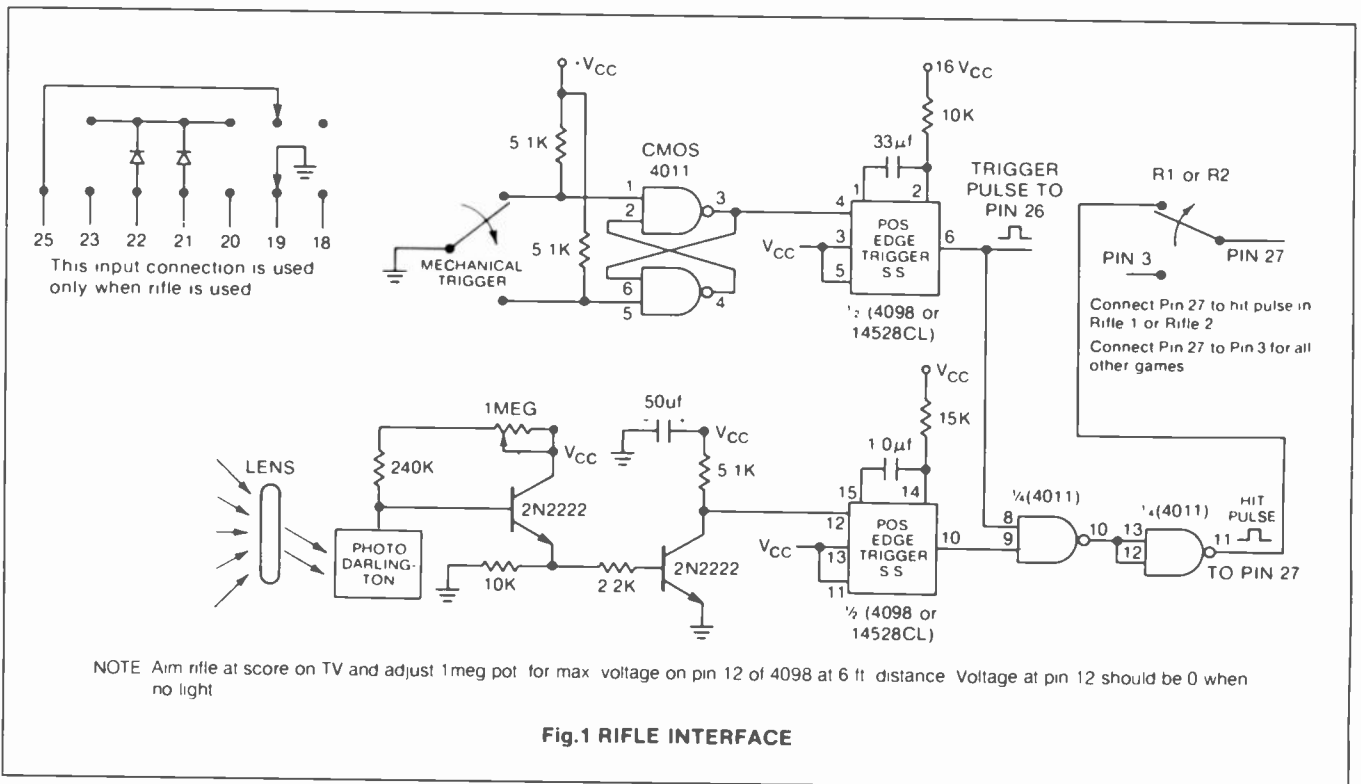 ·VCC
16 VCC
5 1K
CMOS
4011
33µf
10K
TRIGGER
PULSE TO
PIN 26
R1 or R2
25 23 22 21 20 19 18
This input connection is used
only when rifle is used
MECHANICAL
TRIGGER
5 1K
1
2
3
6
5
4
1
2
4
VCC
3
5
POS
EDGE
TRIGGER
S S
6
½ (4098 or
14528CL)
PIN 3
PIN 27
Connect Pin 27 to hit pulse in
Rifle 1 or Rifle 2
Connect Pin 27 to Pin 3 for all
other games
LENS
1MEG
VCC
240K
PHOTO
DARLING-
TON
2N2222
10K
2 2K
50uf
VCC
5 1K
2N2222
VCC
15K
1 0µf
15
14
12
VCC
13
11
POS
EDGE
TRIGGER
S S
10
½ (4098 or
14528CL)
¼(4011)
8
9
10
¼(4011)
13
12
11
HIT
PULSE
TO PIN 27
NOTE Aim rifle at score on TV and adjust 1meg pot for max voltage on pin 12 of 4098 at 6 ft distance Voltage at pin 12 should be 0 when
no light
Fig.1 RIFLE INTERFACE